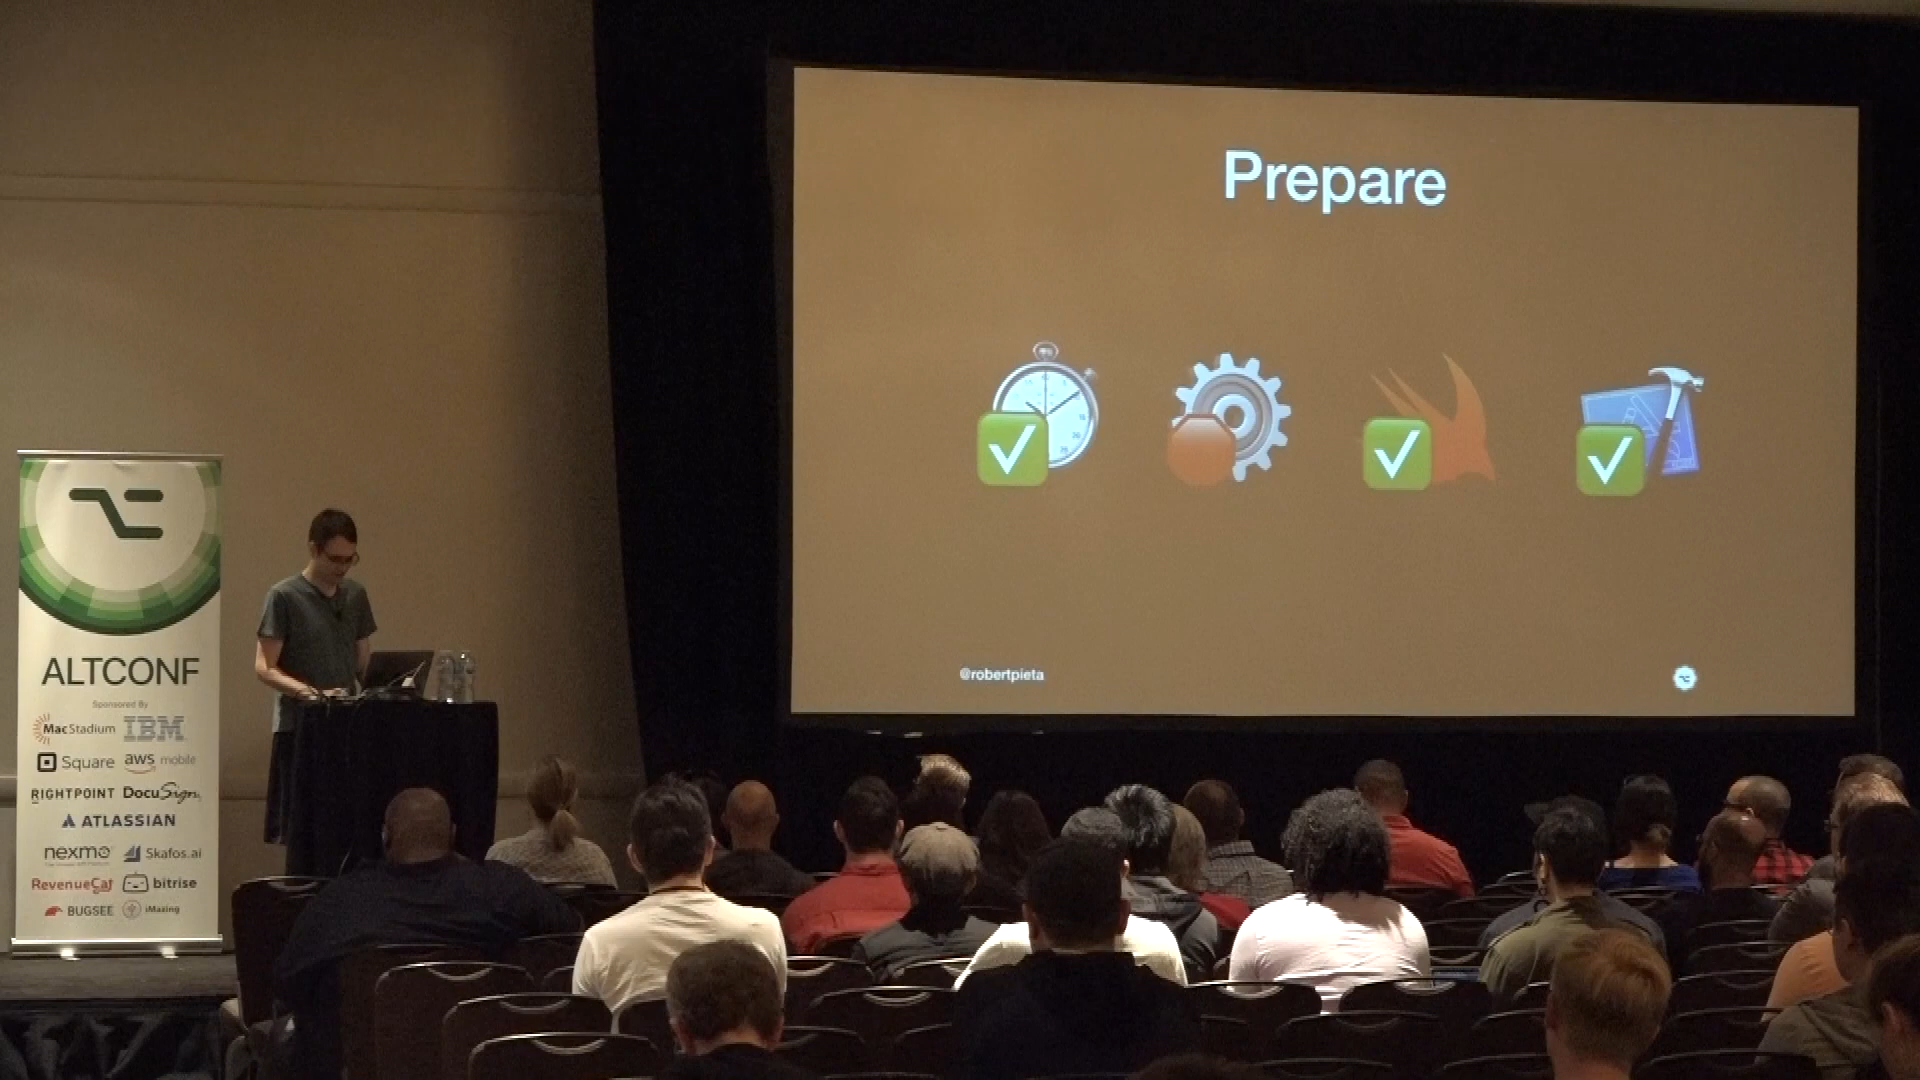 Prepare
@robertpieta
ALTCONF
Sponsored By
MacStadium IBM
Square aws mobile
RIGHTPOINT DocuSign
ATLASSIAN
nexmo Skafos.ai
RevenueCat bitrise
BUGSEE iMazing